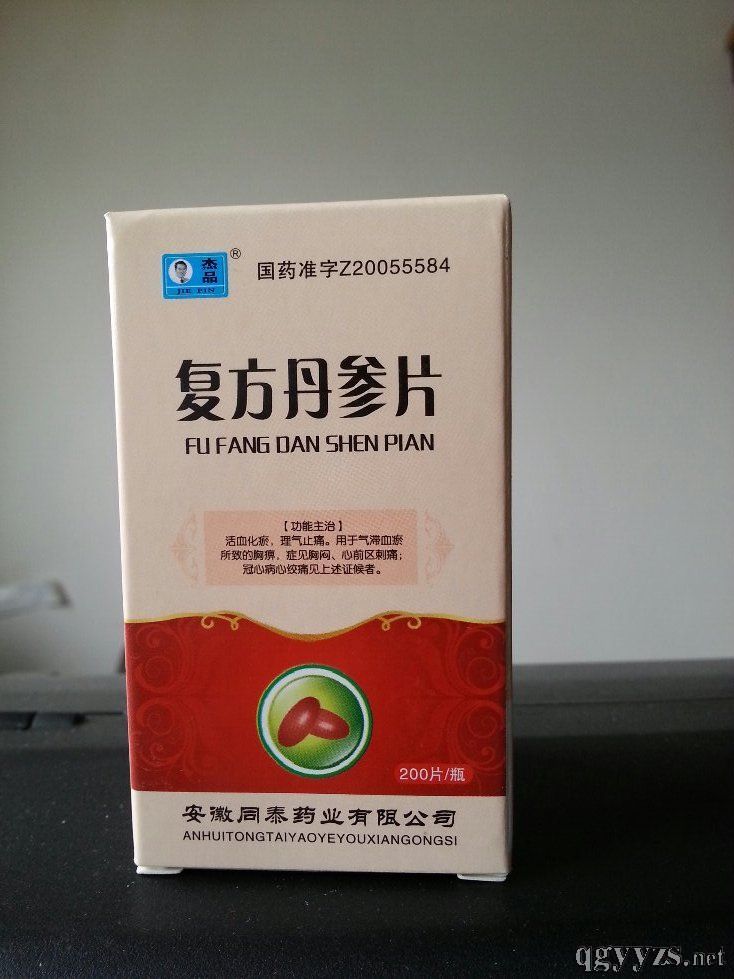 杰品
JIE PIN
®
国药准字Z20055584
复方丹参片
FU FANG DAN SHEN PIAN
【功能主治】
活血化瘀，理气止痛。用于气滞血瘀
所致的胸痹，症见胸闷、心前区刺痛；
冠心病心绞痛见上述证候者。
200片/瓶
安徽同泰药业有限公司
ANHUITONGTAIYAOYEYOUXIANGONGSI
qgyyzs.net